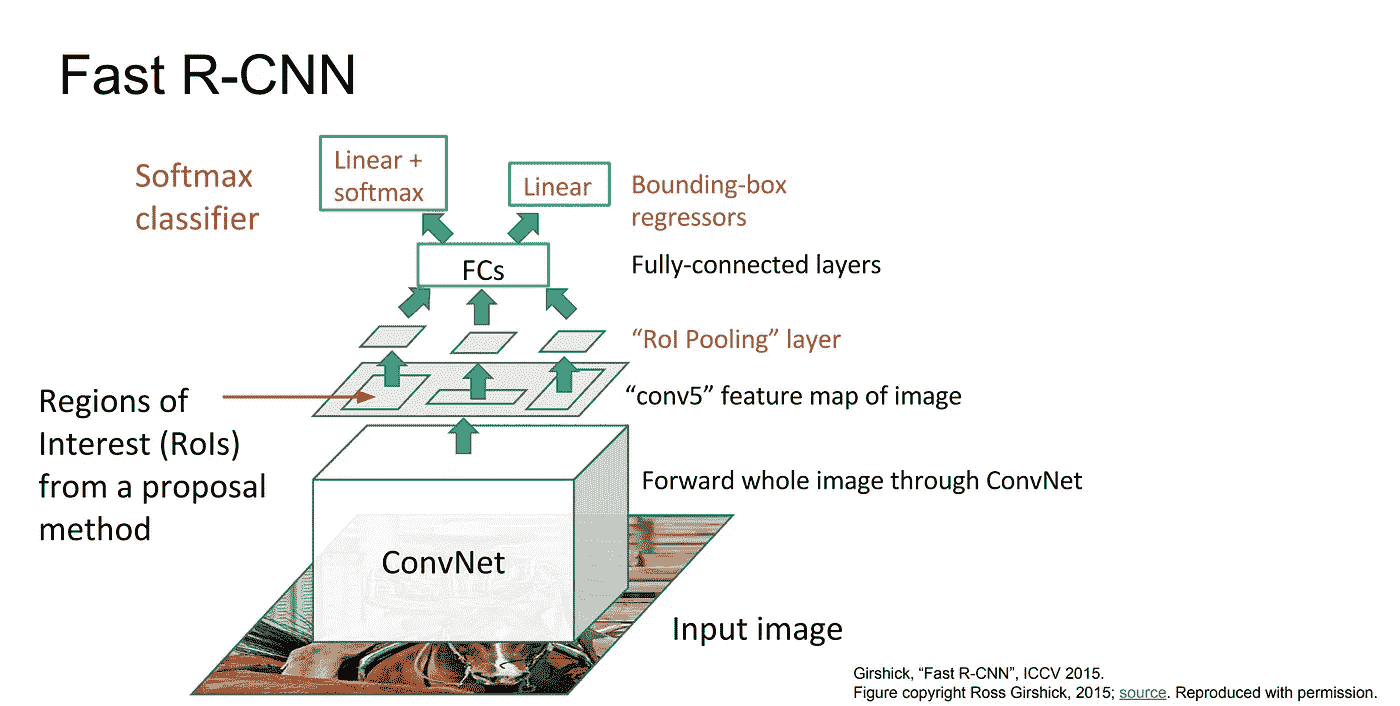 Fast R-CNN
Linear +
softmax
Softmax
classifier
Linear
Bounding-box
regressors
FCs
Fully-connected layers
“RoI Pooling” layer
“conv5” feature map of image
Regions of
Interest (RoIs)
from a proposal
method
Forward whole image through ConvNet
ConvNet
Input image
Girshick, “Fast R-CNN”, ICCV 2015.
Figure copyright Ross Girshick, 2015; source. Reproduced with permission.